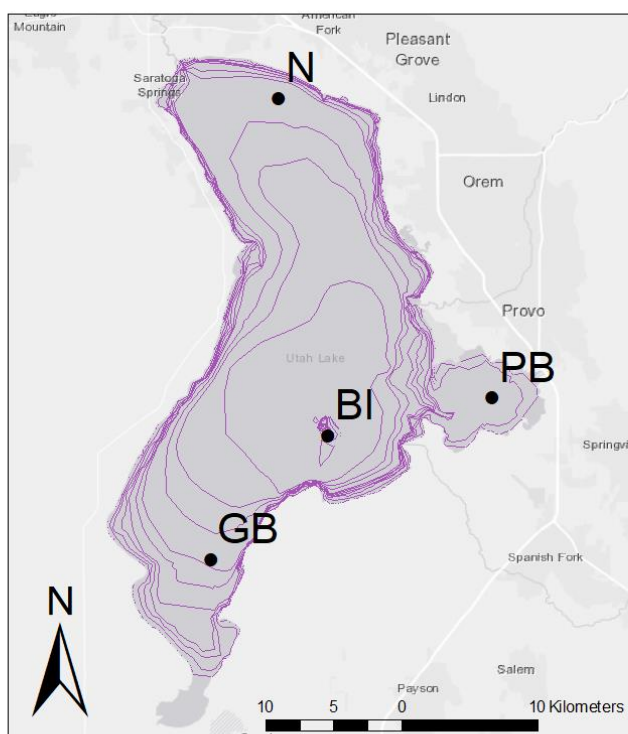 Mountain
American
Fork
Pleasant
Grove
N
Saratoga
Springs
Lindon
Orem
Provo
Utah Lake
PB
BI
Springvi
GB
Spanish Fork
N
Salem
Payson
10 5 0 10 Kilometers